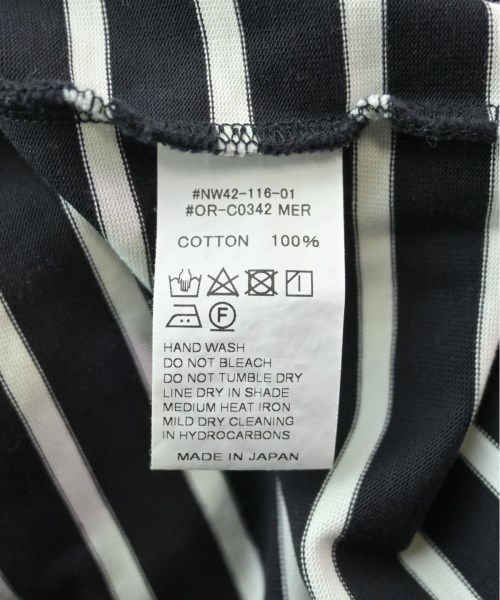 #NW42-116-01
#OR-C0342 MER
COTTON 100%
F
HAND WASH
DO NOT BLEACH
DO NOT TUMBLE DRY
LINE DRY IN SHADE
MEDIUM HEAT IRON
MILD DRY CLEANING
IN HYDROCARBONS
MADE IN JAPAN